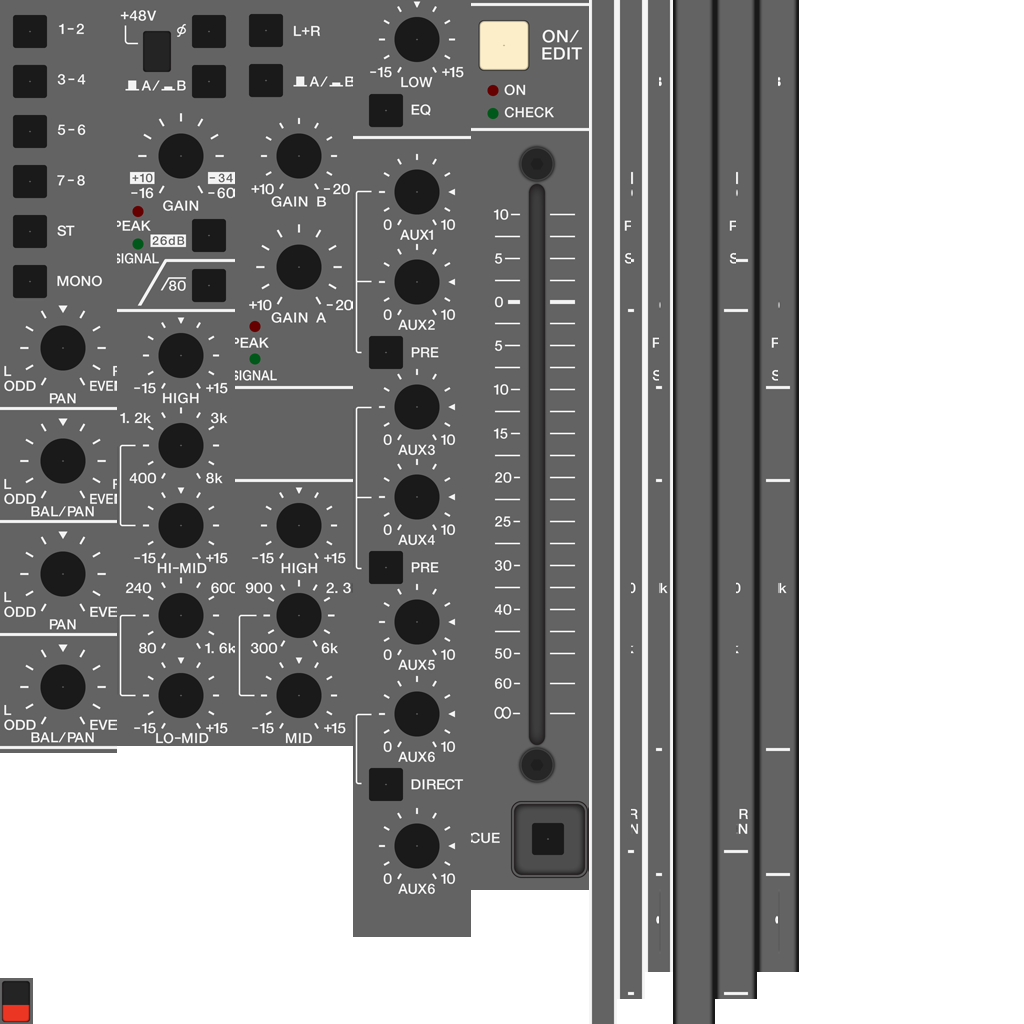 1-2
3-4
5-6
7-8
ST
MONO
L
ODD
EVE
PAN
L
ODD
EVE
BAL/PAN
L
ODD
EVE
PAN
L
ODD
EVE
BAL/PAN
+48V
ø
A/ B
+10
-16
-34
-60
GAIN
PEAK
SIGNAL
26dB
/80
-15 +15
HIGH
1.2k 3k
400 8k
-15 +15
HI-MID
240 600
80 1.6k
-15 +15
LO-MID
L+R
A/ B
+10 -20
GAIN B
+10 -20
GAIN A
PEAK
SIGNAL
-15 +15
HIGH
900 2.3
300 6k
-15 +15
MID
-15 +15
LOW
EQ
0 10
AUX1
0 10
AUX2
PRE
0 10
AUX3
0 10
AUX4
PRE
0 10
AUX5
0 10
AUX6
DIRECT
0 10
AUX6
ON/
EDIT
ON
CHECK
10
5
0
5
10
15
20
25
30
40
50
60
∞
CUE
F
S
R
N
F
S
k
F
S
R
N
F
S
k